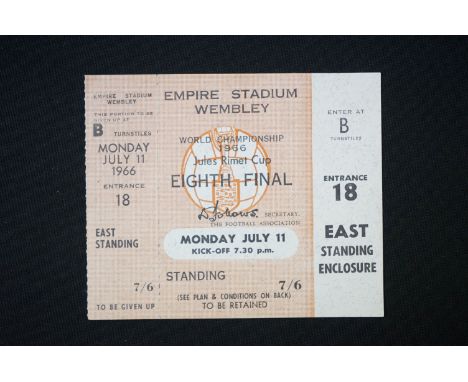 EMPIRE STADIUM
WEMBLEY
THIS PORTION TO BE
GIVEN UP AT
B TURNSTILES
MONDAY
JULY 11
1966
ENTRANCE
18
EAST
STANDING
7/6
TO BE GIVEN UP
EMPIRE STADIUM
WEMBLEY
WORLD CHAMPIONSHIP
1966
Jules Rimet Cup
EIGHTH FINAL
D. Follows.
SECRETARY,
THE FOOTBALL ASSOCIATION
MONDAY JULY 11
KICK-OFF 7.30 p.m.
STANDING
7/6
(SEE PLAN & CONDITIONS ON BACK)
TO BE RETAINED
ENTER AT
B
TURNSTILES
ENTRANCE
18
EAST
STANDING
ENCLOSURE